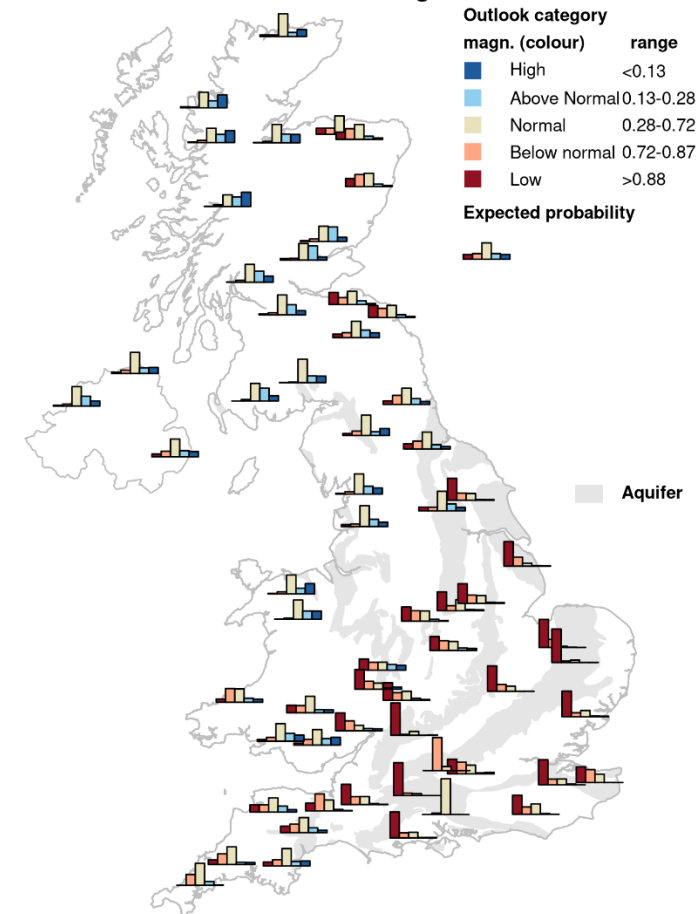 Outlook category
magn. (colour) range
High <0.13
Above Normal 0.13-0.28
Normal 0.28-0.72
Below normal 0.72-0.87
Low >0.88
Expected probability
Aquifer